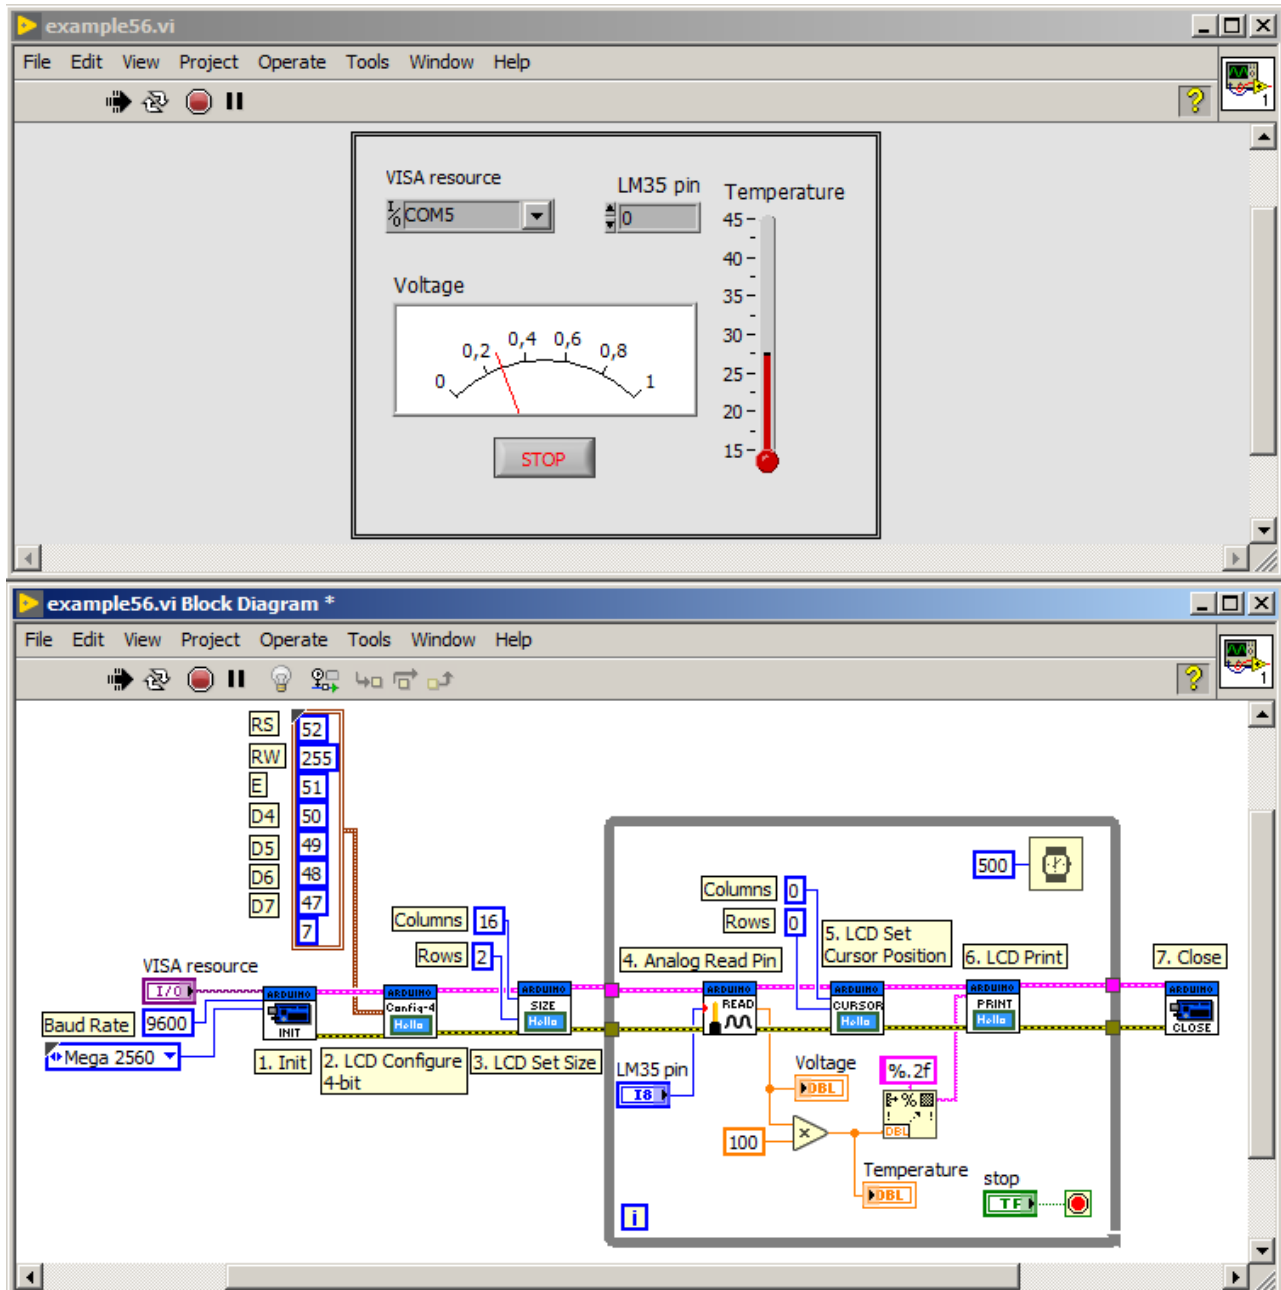 example56.vi
File Edit View Project Operate Tools Window Help
1
VISA resource
COM5
LM35 pin
0
Temperature
45
40
35
30
25
20
15
Voltage
0 0,2 0,4 0,6 0,8 1
STOP
example56.vi Block Diagram *
File Edit View Project Operate Tools Window Help
1
RS 52
RW 255
E 51
D4 50
D5 49
D6 48
D7 47
7
500
Columns 0
Rows 0
Columns 16
Rows 2
5. LCD Set
Cursor Position
6. LCD Print
4. Analog Read Pin
7. Close
VISA resource
I/O
Baud Rate 9600
Mega 2560
ARDUINO
INIT
1. Init
ARDUINO
Config-4
Hello
2. LCD Configure
4-bit
ARDUINO
SIZE
Hello
3. LCD Set Size
ARDUINO
READ
ARDUINO
CURSOR
Hello
ARDUINO
PRINT
Hello
ARDUINO
CLOSE
LM35 pin
I8
Voltage
DBL
%.2f
%
DBL
100
x
Temperature
DBL
stop
TF
i